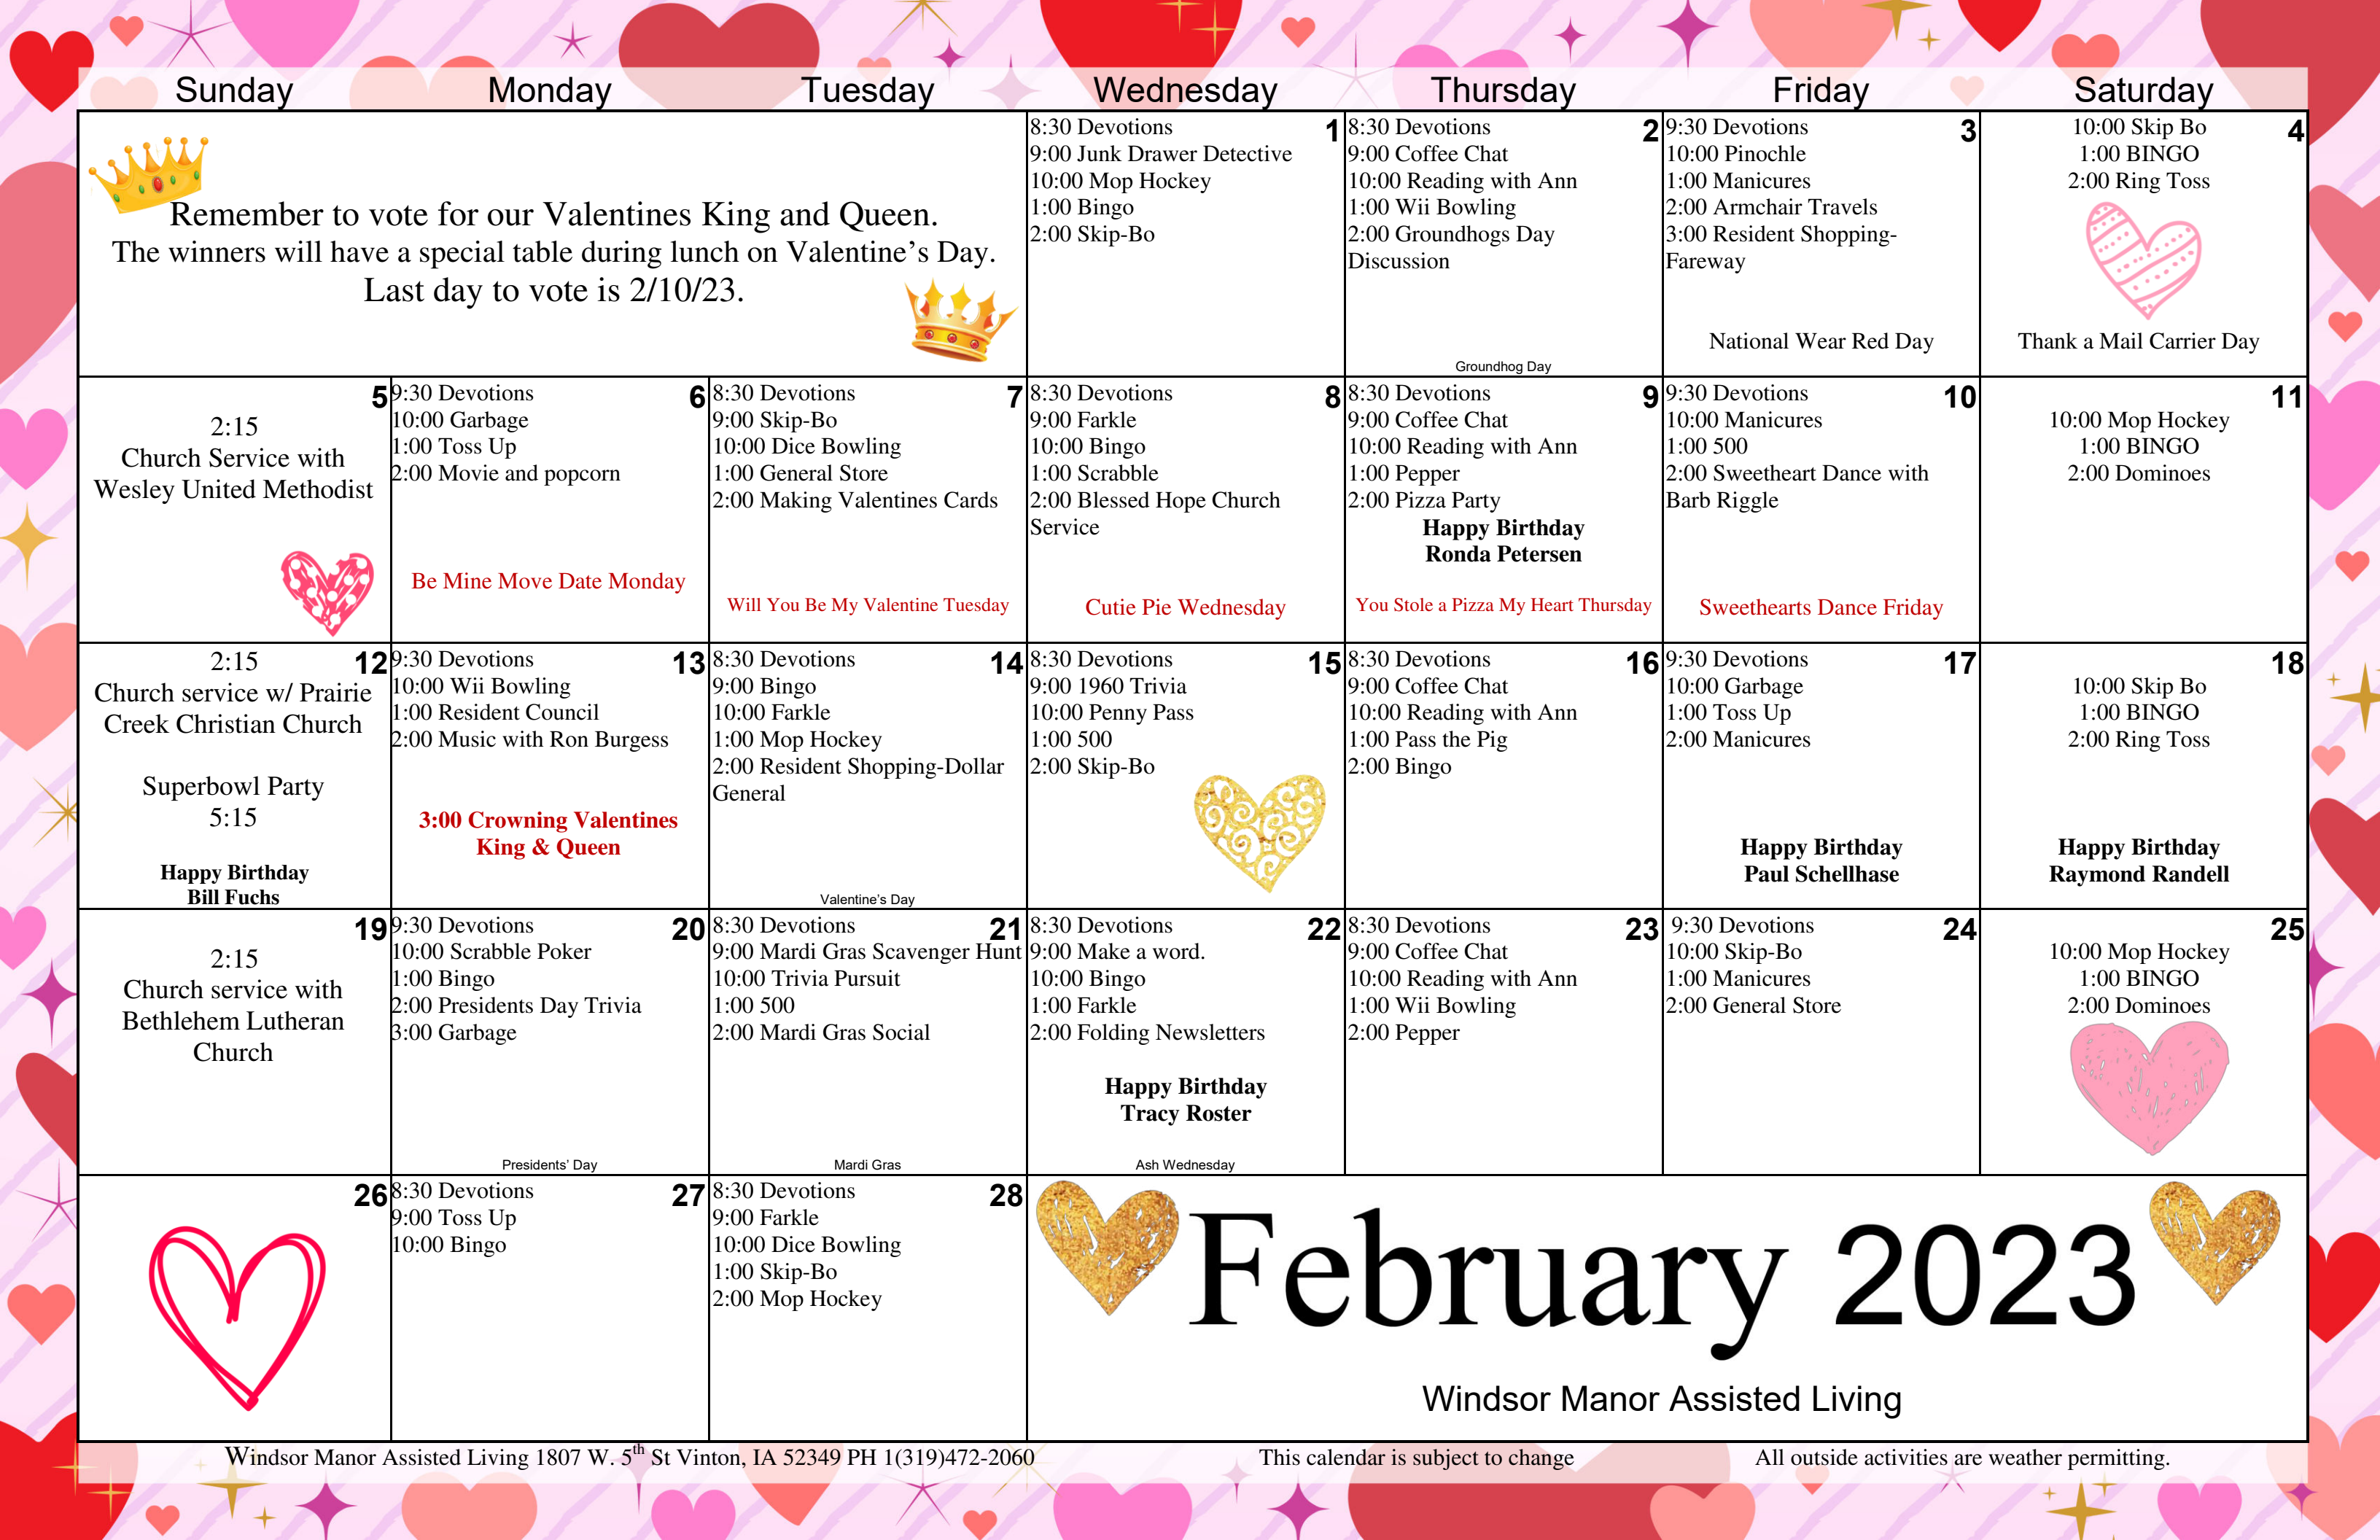 Sunday Monday Tuesday Wednesday Thursday Friday Saturday
Remember to vote for our Valentines King and Queen.
The winners will have a special table during lunch on Valentine’s Day.
Last day to vote is 2/10/23.
1
8:30 Devotions
9:00 Junk Drawer Detective
10:00 Mop Hockey
1:00 Bingo
2:00 Skip-Bo
2
8:30 Devotions
9:00 Coffee Chat
10:00 Reading with Ann
1:00 Wii Bowling
2:00 Groundhogs Day
Discussion
Groundhog Day
3
9:30 Devotions
10:00 Pinochle
1:00 Manicures
2:00 Armchair Travels
3:00 Resident Shopping-
Fareway
National Wear Red Day
4
10:00 Skip Bo
1:00 BINGO
2:00 Ring Toss
Thank a Mail Carrier Day
5
2:15
Church Service with
Wesley United Methodist
6
9:30 Devotions
10:00 Garbage
1:00 Toss Up
2:00 Movie and popcorn
Be Mine Move Date Monday
7
8:30 Devotions
9:00 Skip-Bo
10:00 Dice Bowling
1:00 General Store
2:00 Making Valentines Cards
Will You Be My Valentine Tuesday
8
8:30 Devotions
9:00 Farkle
10:00 Bingo
1:00 Scrabble
2:00 Blessed Hope Church
Service
Cutie Pie Wednesday
9
8:30 Devotions
9:00 Coffee Chat
10:00 Reading with Ann
1:00 Pepper
2:00 Pizza Party
Happy Birthday
Ronda Petersen
You Stole a Pizza My Heart Thursday
10
9:30 Devotions
10:00 Manicures
1:00 500
2:00 Sweetheart Dance with
Barb Riggle
Sweethearts Dance Friday
11
10:00 Mop Hockey
1:00 BINGO
2:00 Dominoes
12
2:15
Church service w/ Prairie
Creek Christian Church
Superbowl Party
5:15
Happy Birthday
Bill Fuchs
13
9:30 Devotions
10:00 Wii Bowling
1:00 Resident Council
2:00 Music with Ron Burgess
3:00 Crowning Valentines
King & Queen
14
8:30 Devotions
9:00 Bingo
10:00 Farkle
1:00 Mop Hockey
2:00 Resident Shopping-Dollar
General
Valentine’s Day
15
8:30 Devotions
9:00 1960 Trivia
10:00 Penny Pass
1:00 500
2:00 Skip-Bo
16
8:30 Devotions
9:00 Coffee Chat
10:00 Reading with Ann
1:00 Pass the Pig
2:00 Bingo
17
9:30 Devotions
10:00 Garbage
1:00 Toss Up
2:00 Manicures
Happy Birthday
Paul Schellhase
18
10:00 Skip Bo
1:00 BINGO
2:00 Ring Toss
Happy Birthday
Raymond Randell
19
2:15
Church service with
Bethlehem Lutheran
Church
20
9:30 Devotions
10:00 Scrabble Poker
1:00 Bingo
2:00 Presidents Day Trivia
3:00 Garbage
Presidents’ Day
21
8:30 Devotions
9:00 Mardi Gras Scavenger Hunt
10:00 Trivia Pursuit
1:00 500
2:00 Mardi Gras Social
Mardi Gras
22
8:30 Devotions
9:00 Make a word.
10:00 Bingo
1:00 Farkle
2:00 Folding Newsletters
Happy Birthday
Tracy Roster
Ash Wednesday
23
8:30 Devotions
9:00 Coffee Chat
10:00 Reading with Ann
1:00 Wii Bowling
2:00 Pepper
24
9:30 Devotions
10:00 Skip-Bo
1:00 Manicures
2:00 General Store
25
10:00 Mop Hockey
1:00 BINGO
2:00 Dominoes
26
27
8:30 Devotions
9:00 Toss Up
10:00 Bingo
28
8:30 Devotions
9:00 Farkle
10:00 Dice Bowling
1:00 Skip-Bo
2:00 Mop Hockey
February 2023
Windsor Manor Assisted Living
Windsor Manor Assisted Living 1807 W. 5th St Vinton, IA 52349 PH 1(319)472-2060 This calendar is subject to change All outside activities are weather permitting.